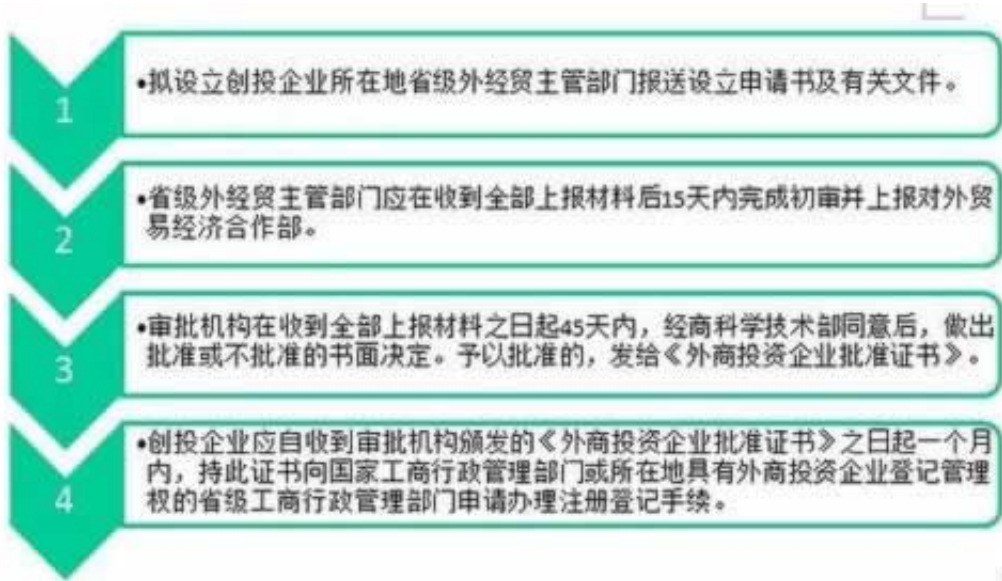 1
•拟设立创投企业所在地省级外经贸主管部门报送设立申请书及有关文件。
2
•省级外经贸主管部门应在收到全部上报材料后15天内完成初审并上报对外贸
易经济合作部。
3
•审批机构在收到全部上报材料之日起45天内，经商科学技术部同意后，做出
批准或不批准的书面决定。予以批准的，发给《外商投资企业批准证书》。
4
•创投企业应自收到审批机构颁发的《外商投资企业批准证书》之日起一个月
内，持此证书向国家工商行政管理部门或所在地具有外商投资企业登记管理
权的省级工商行政管理部门申请办理注册登记手续。